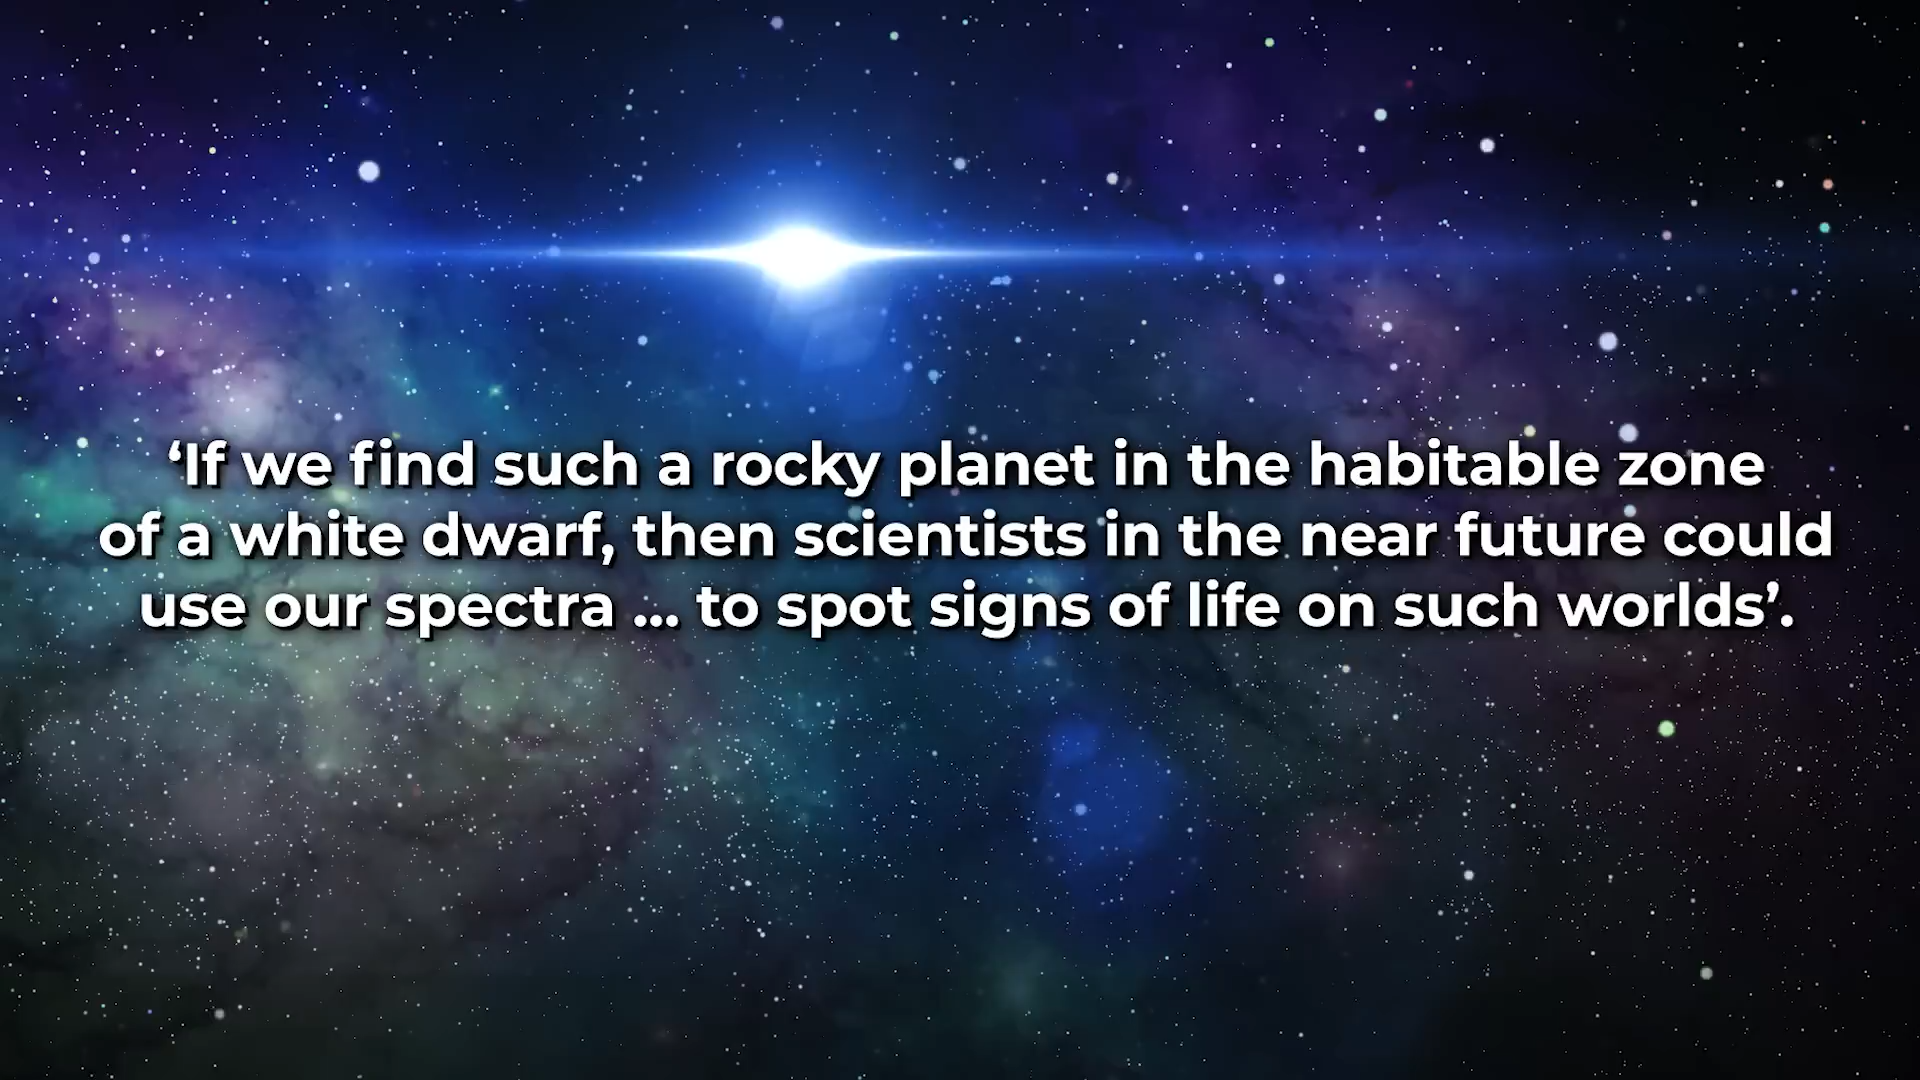 ‘If we find such a rocky planet in the habitable zone
of a white dwarf, then scientists in the near future could
use our spectra ... to spot signs of life on such worlds’.